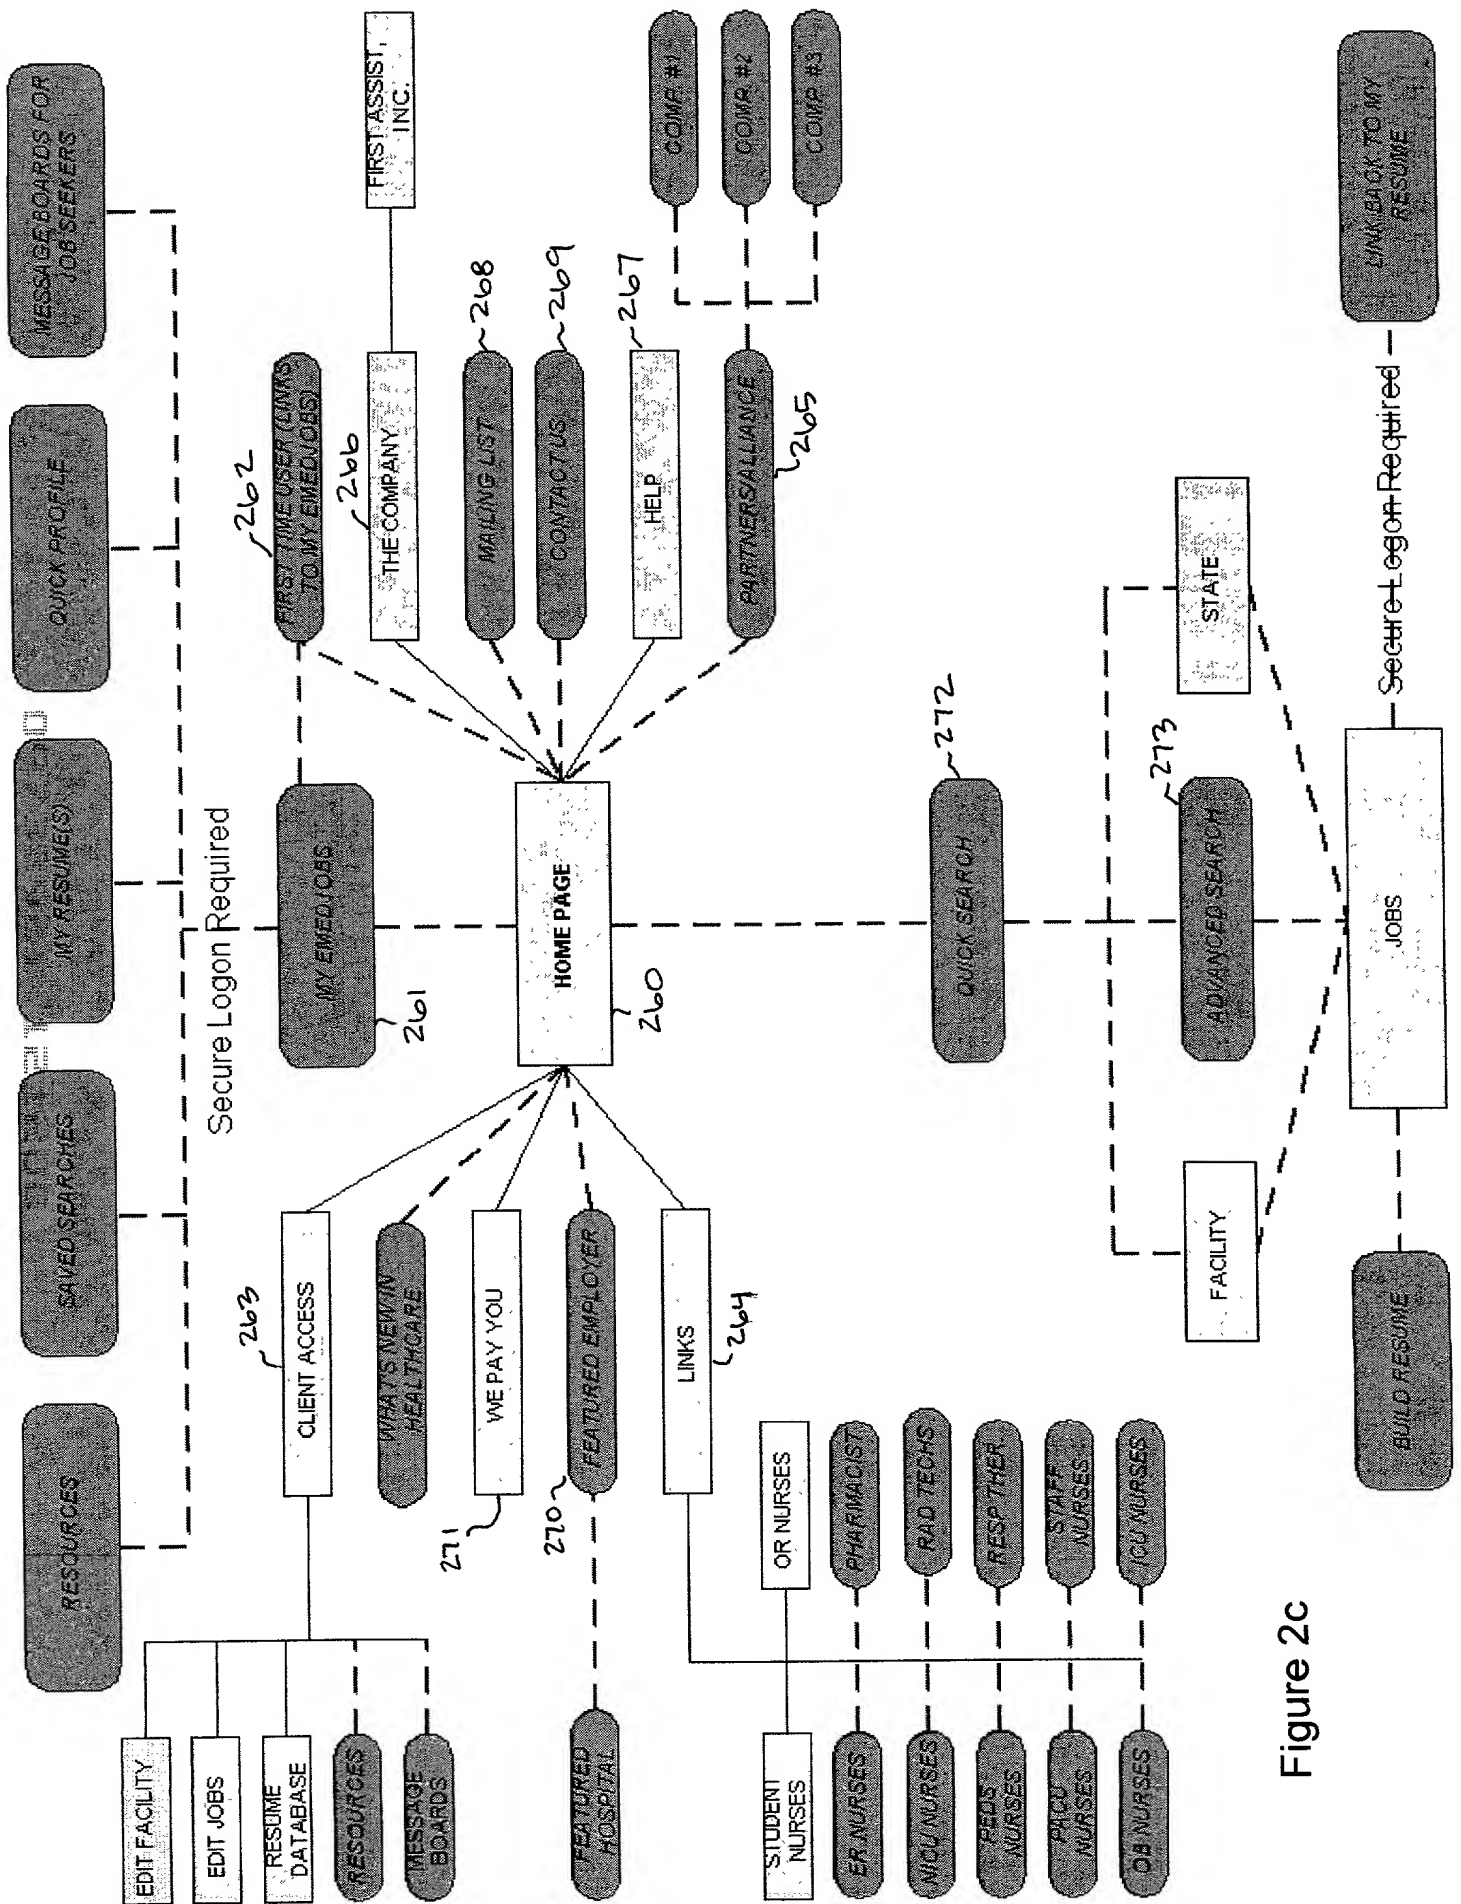 RESOURCES
SAVED SEARCHES
MY RESUME(S)
QUICK PROFILE
MESSAGE BOARDS FOR
JOB SEEKERS
Secure Logon Required
EDIT FACILITY
EDIT JOBS
RESUME
DATABASE
RESOURCES
MESSAGE
BOARDS
263
CLIENT ACCESS
WHATS NEW IN
HEALTHCARE
271
WE PAY YOU
270
FEATURED EMPLOYER
FEATURED
HOSPITAL
LINKS
264
STUDENT
NURSES
OR NURSES
ER NURSES
PHARMACIST
NICU NURSES
RAD TECHS
PEDS
NURSES
RESP THER
PACU
NURSES
STAFF
NURSES
OB NURSES
ICU NURSES
MY EMEDJOBS
261
HOME PAGE
260
262
FIRST TIME USER (LINKS
TO MY EMEDJOBS)
266
THE COMPANY
FIRST ASSIST,
INC.
MAILING LIST
268
CONTACT US
269
HELP
267
PARTNERS/ALLIANCE
265
COMP #1
COMP #2
COMP #3
QUICK SEARCH
272
FACILITY
ADVANCED SEARCH
273
STATE
BUILD RESUME
JOBS
Secure Logon Required
LINK BACK TO MY
RESUME
Figure 2c